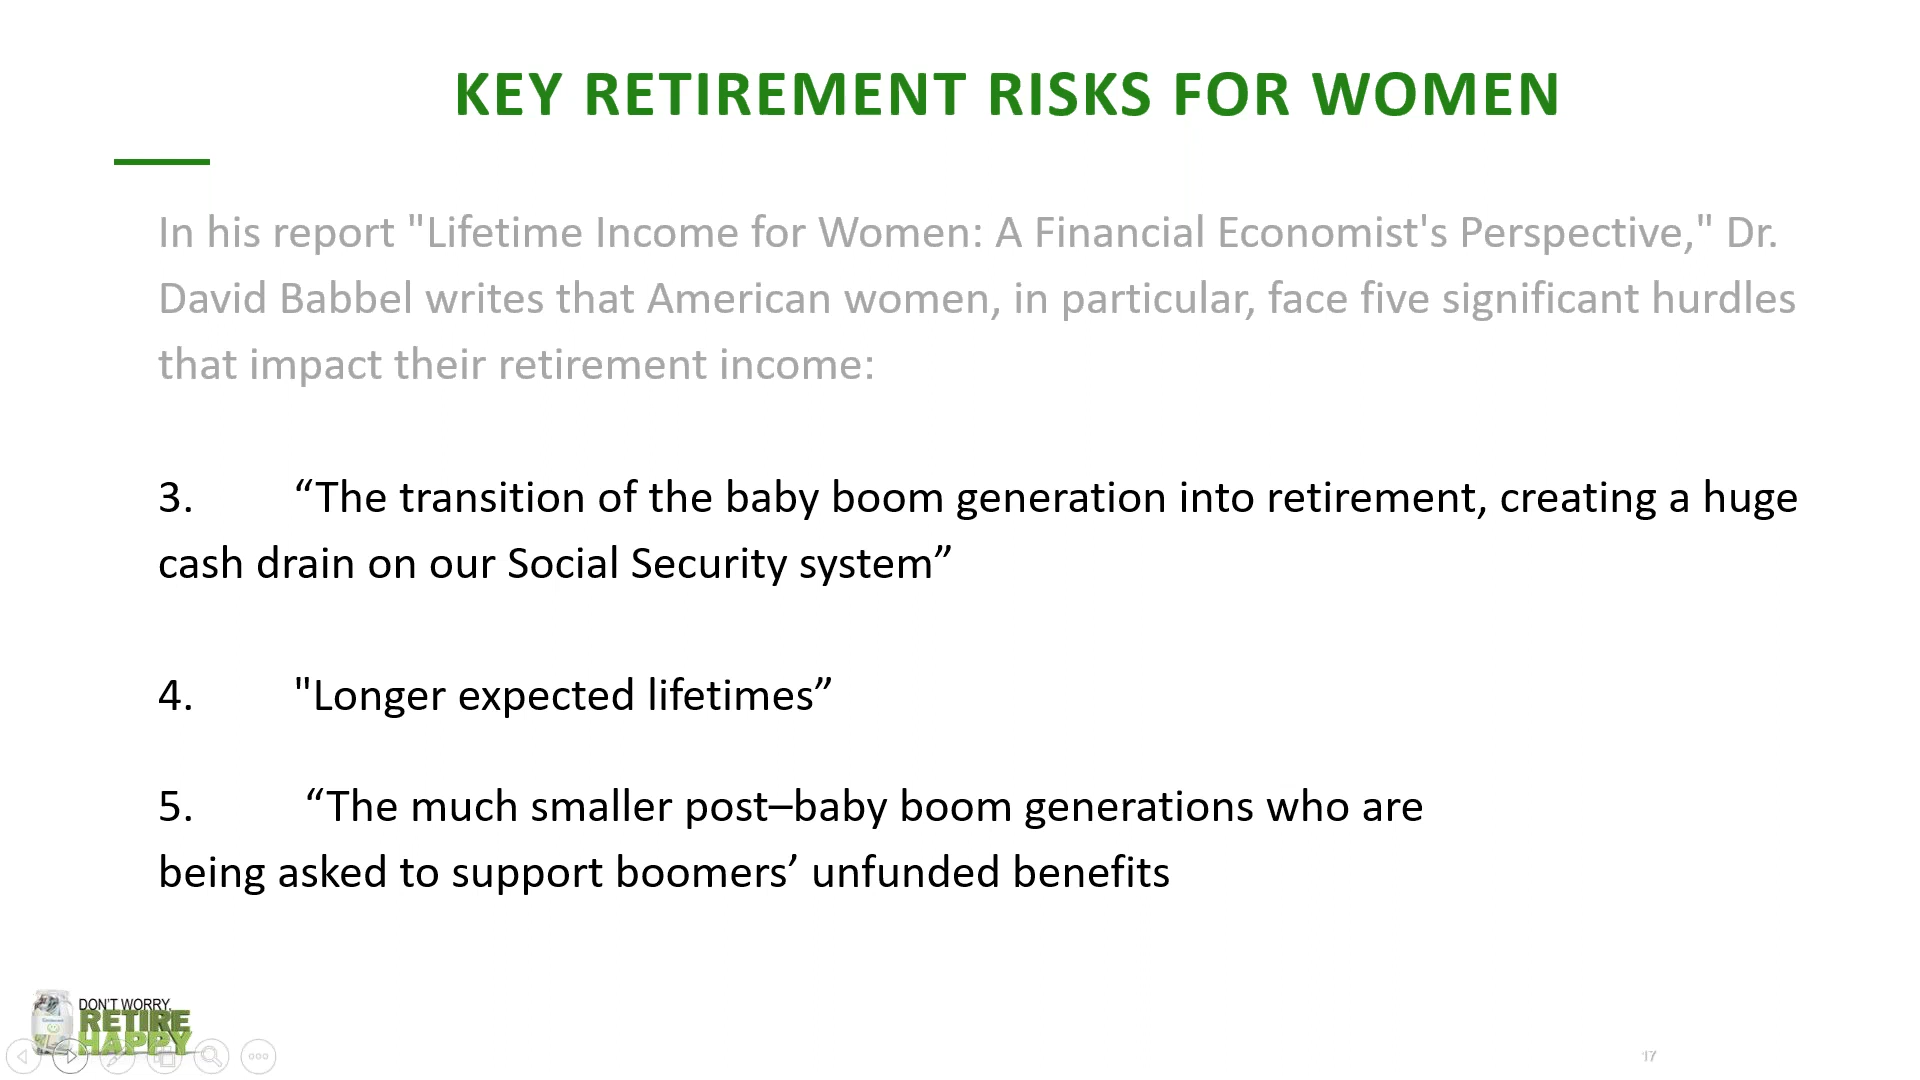 KEY RETIREMENT RISKS FOR WOMEN
In his report "Lifetime Income for Women: A Financial Economist's Perspective," Dr.
David Babbel writes that American women, in particular, face five significant hurdles
that impact their retirement income:
3. “The transition of the baby boom generation into retirement, creating a huge
cash drain on our Social Security system”
4. "Longer expected lifetimes”
5. “The much smaller post–baby boom generations who are
being asked to support boomers’ unfunded benefits
DON'T WORRY,
RETIRE
HAPPY
17